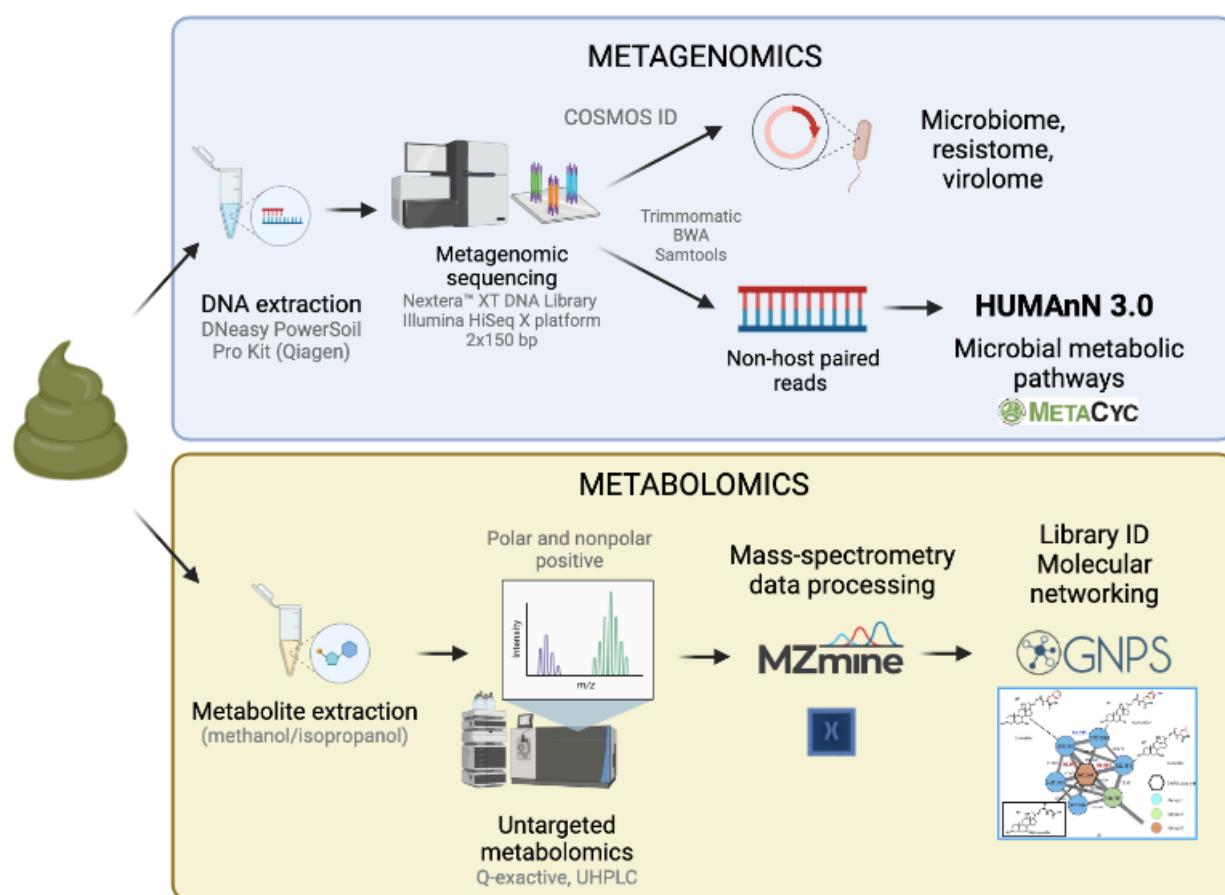 METAGENOMICS
COSMOS ID
Microbiome,
resistome,
virolome
DNA extraction
DNeasy PowerSoil
Pro Kit (Qiagen)
Metagenomic
sequencing
Nextera™ XT DNA Library
Illumina HiSeq X platform
2x150 bp
Trimmomatic
BWA
Samtools
Non-host paired
reads
HUMAnN 3.0
Microbial metabolic
pathways
METACYC
METABOLOMICS
Metabolite extraction
(methanol/isopropanol)
Polar and nonpolar
positive
Intensity
m/z
Untargeted
metabolomics
Q-exactive, UHPLC
Mass-spectrometry
data processing
MZmine
X
Library ID
Molecular
networking
GNPS